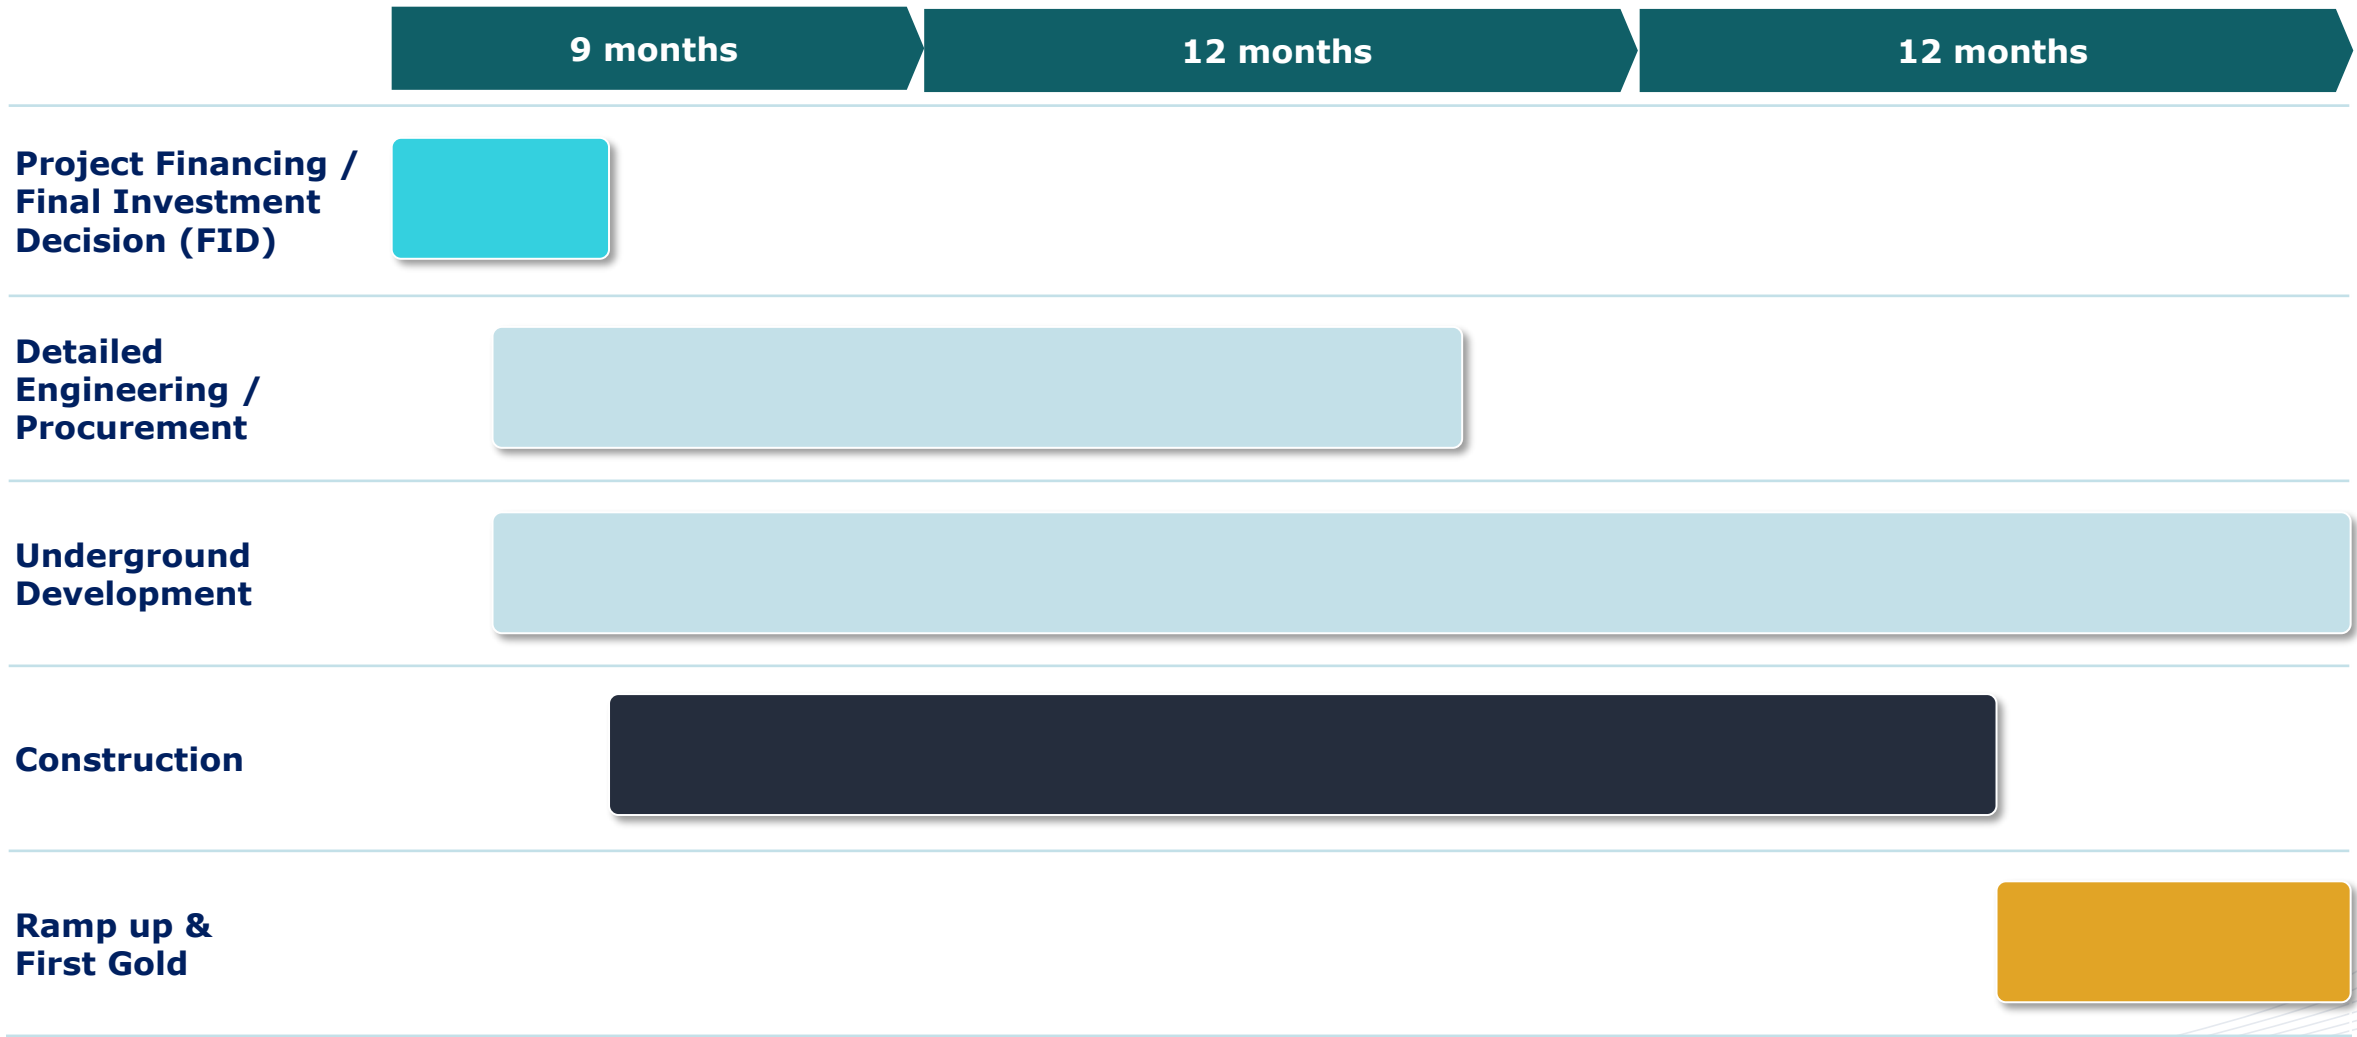 9 months
12 months
12 months
Project Financing /
Final Investment
Decision (FID)
Detailed
Engineering /
Procurement
Underground
Development
Construction
Ramp up &
First Gold